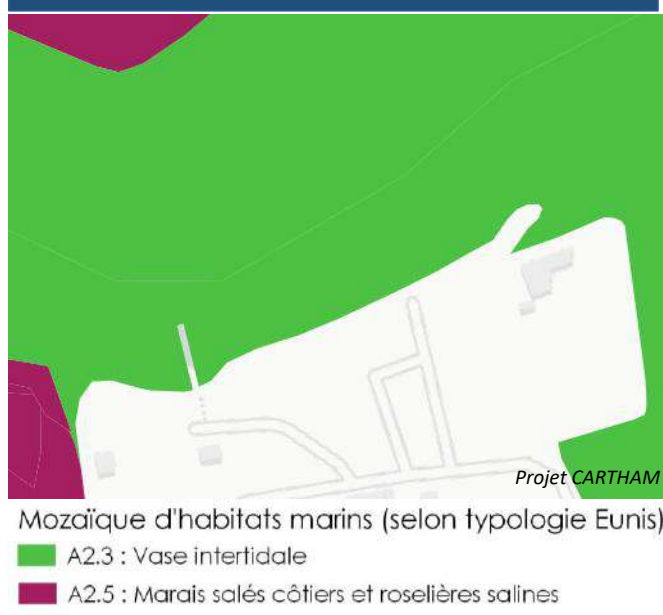 Projet CARTHAM
Mozaïque d'habitats marins (selon typologie Eunis)
A2.3 : Vase intertidale
A2.5 : Marais salés côtiers et roselières salines